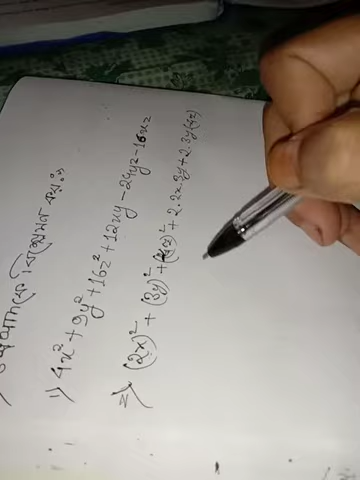 উৎপাদকে বিশ্লেষণ কর ঃ
1) 4x² + 9y² + 16z² + 12xy - 24yz - 16xz
⇒) (2x)² + (3y)² + (4z)² + 2.2x.3y + 2.3y(4z)